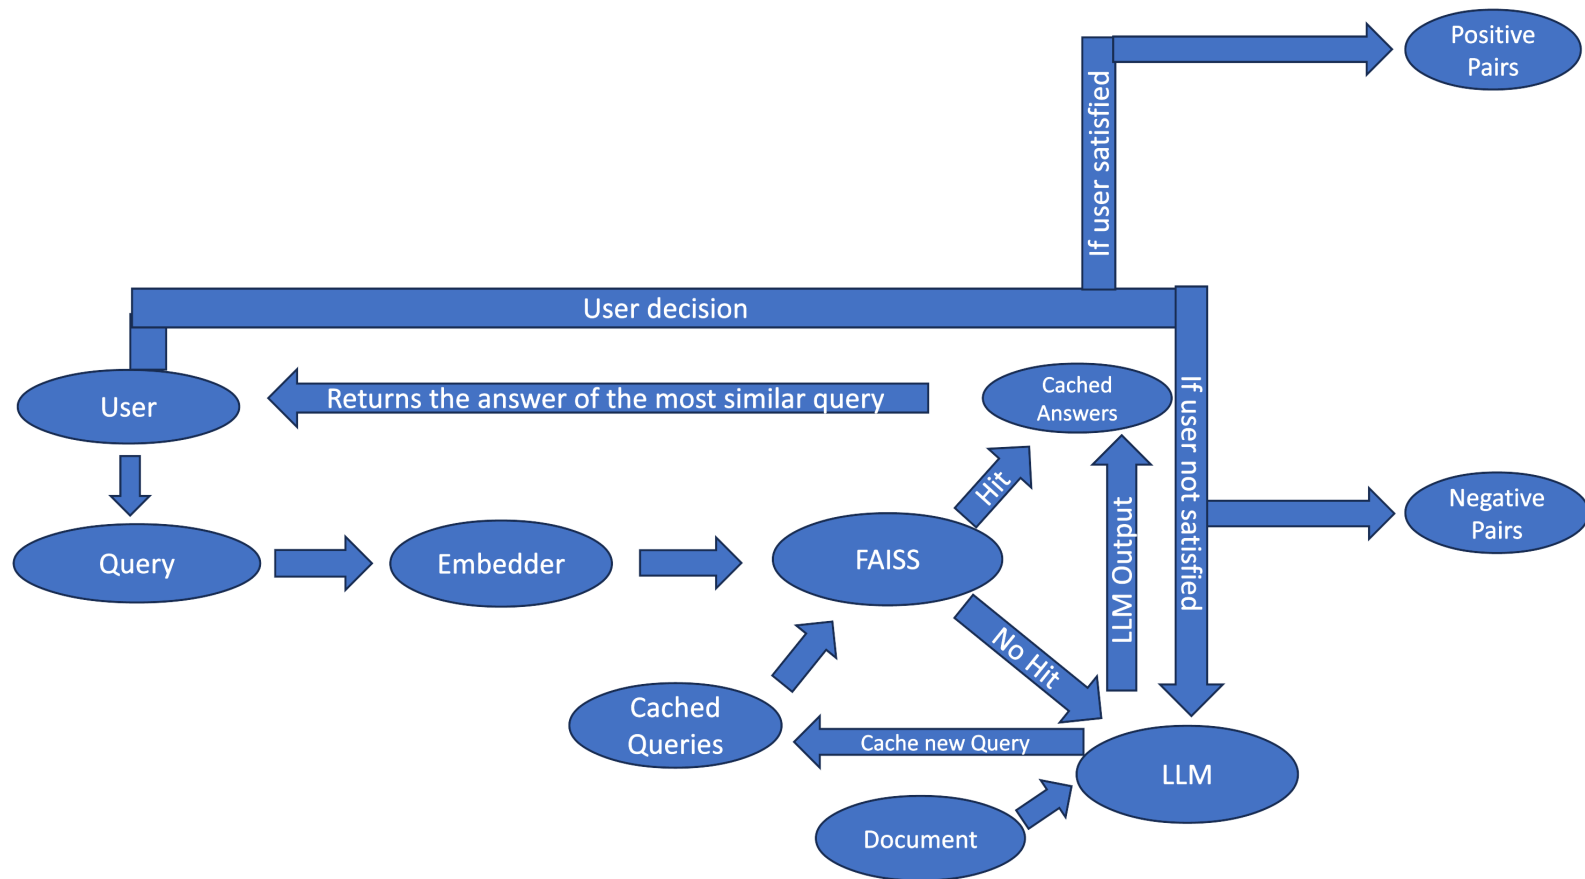 Positive
Pairs
If user satisfied
User decision
User
Returns the answer of the most similar query
Cached
Answers
If user not satisfied
Hit
LLM Output
Negative
Pairs
Query
Embedder
FAISS
No Hit
Cached
Queries
Cache new Query
LLM
Document